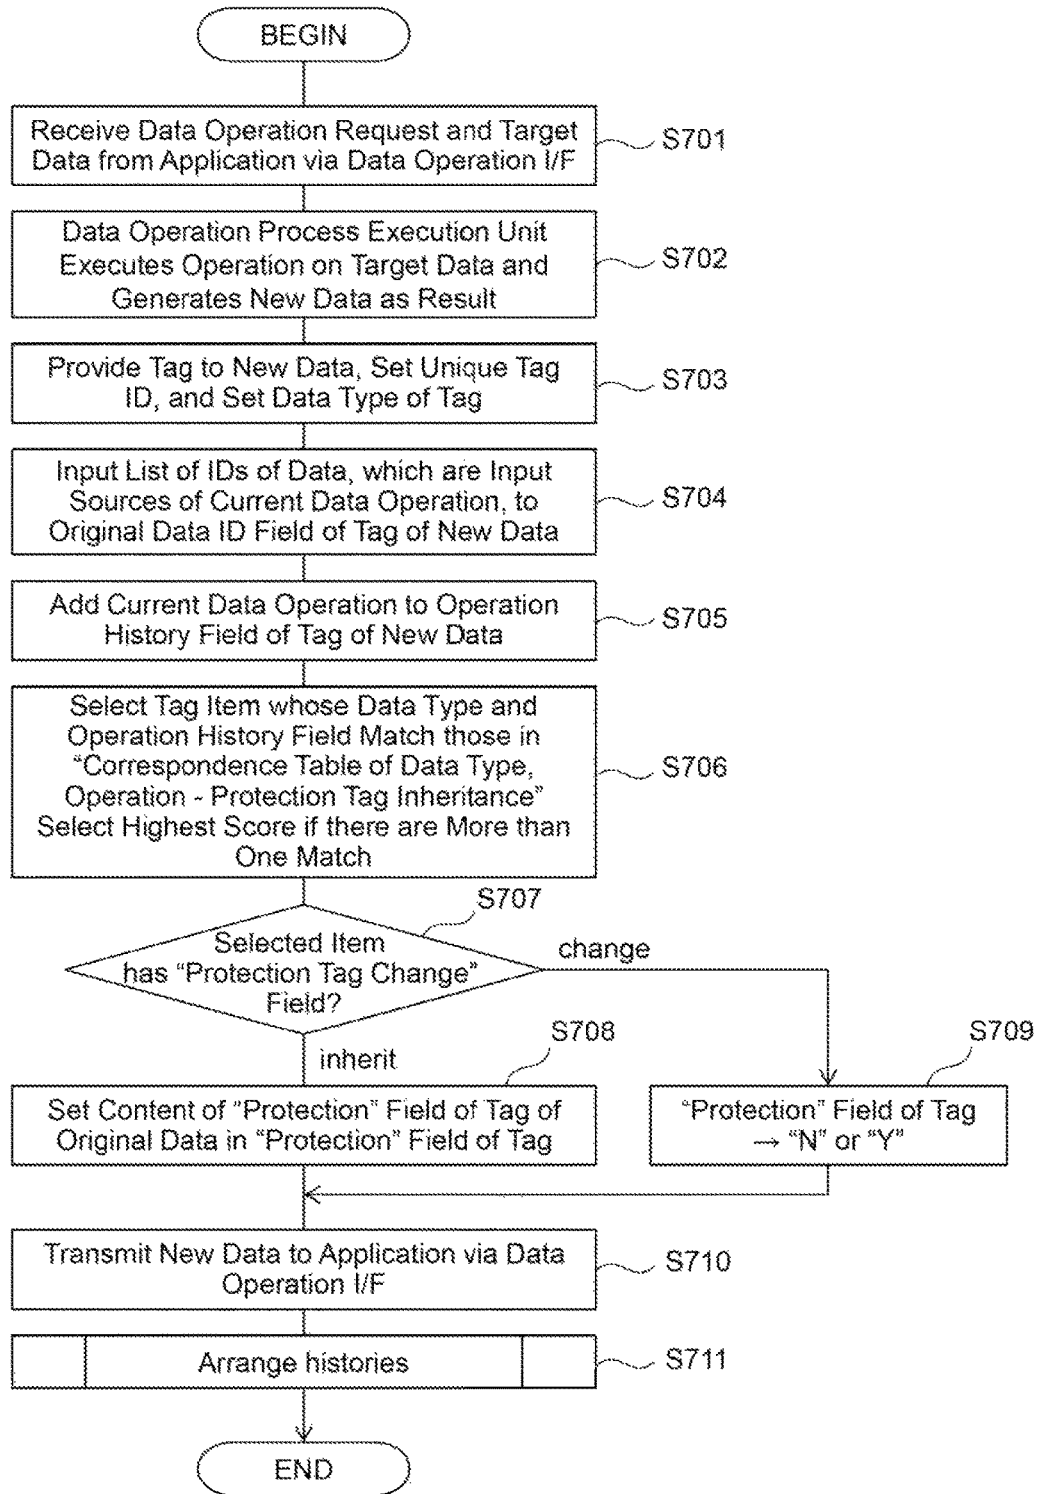 BEGIN
Receive Data Operation Request and Target
Data from Application via Data Operation I/F
S701
Data Operation Process Execution Unit
Executes Operation on Target Data and
Generates New Data as Result
S702
Provide Tag to New Data, Set Unique Tag
ID, and Set Data Type of Tag
S703
Input List of IDs of Data, which are Input
Sources of Current Data Operation, to
Original Data ID Field of Tag of New Data
S704
Add Current Data Operation to Operation
History Field of Tag of New Data
S705
Select Tag Item whose Data Type and
Operation History Field Match those in
“Correspondence Table of Data Type,
Operation - Protection Tag Inheritance”
Select Highest Score if there are More than
One Match
S706
S707
Selected Item
has “Protection Tag Change”
Field?
change
inherit
S708
Set Content of “Protection” Field of Tag of
Original Data in “Protection” Field of Tag
S709
“Protection” Field of Tag
→ “N” or “Y”
Transmit New Data to Application via Data
Operation I/F
S710
Arrange histories
S711
END